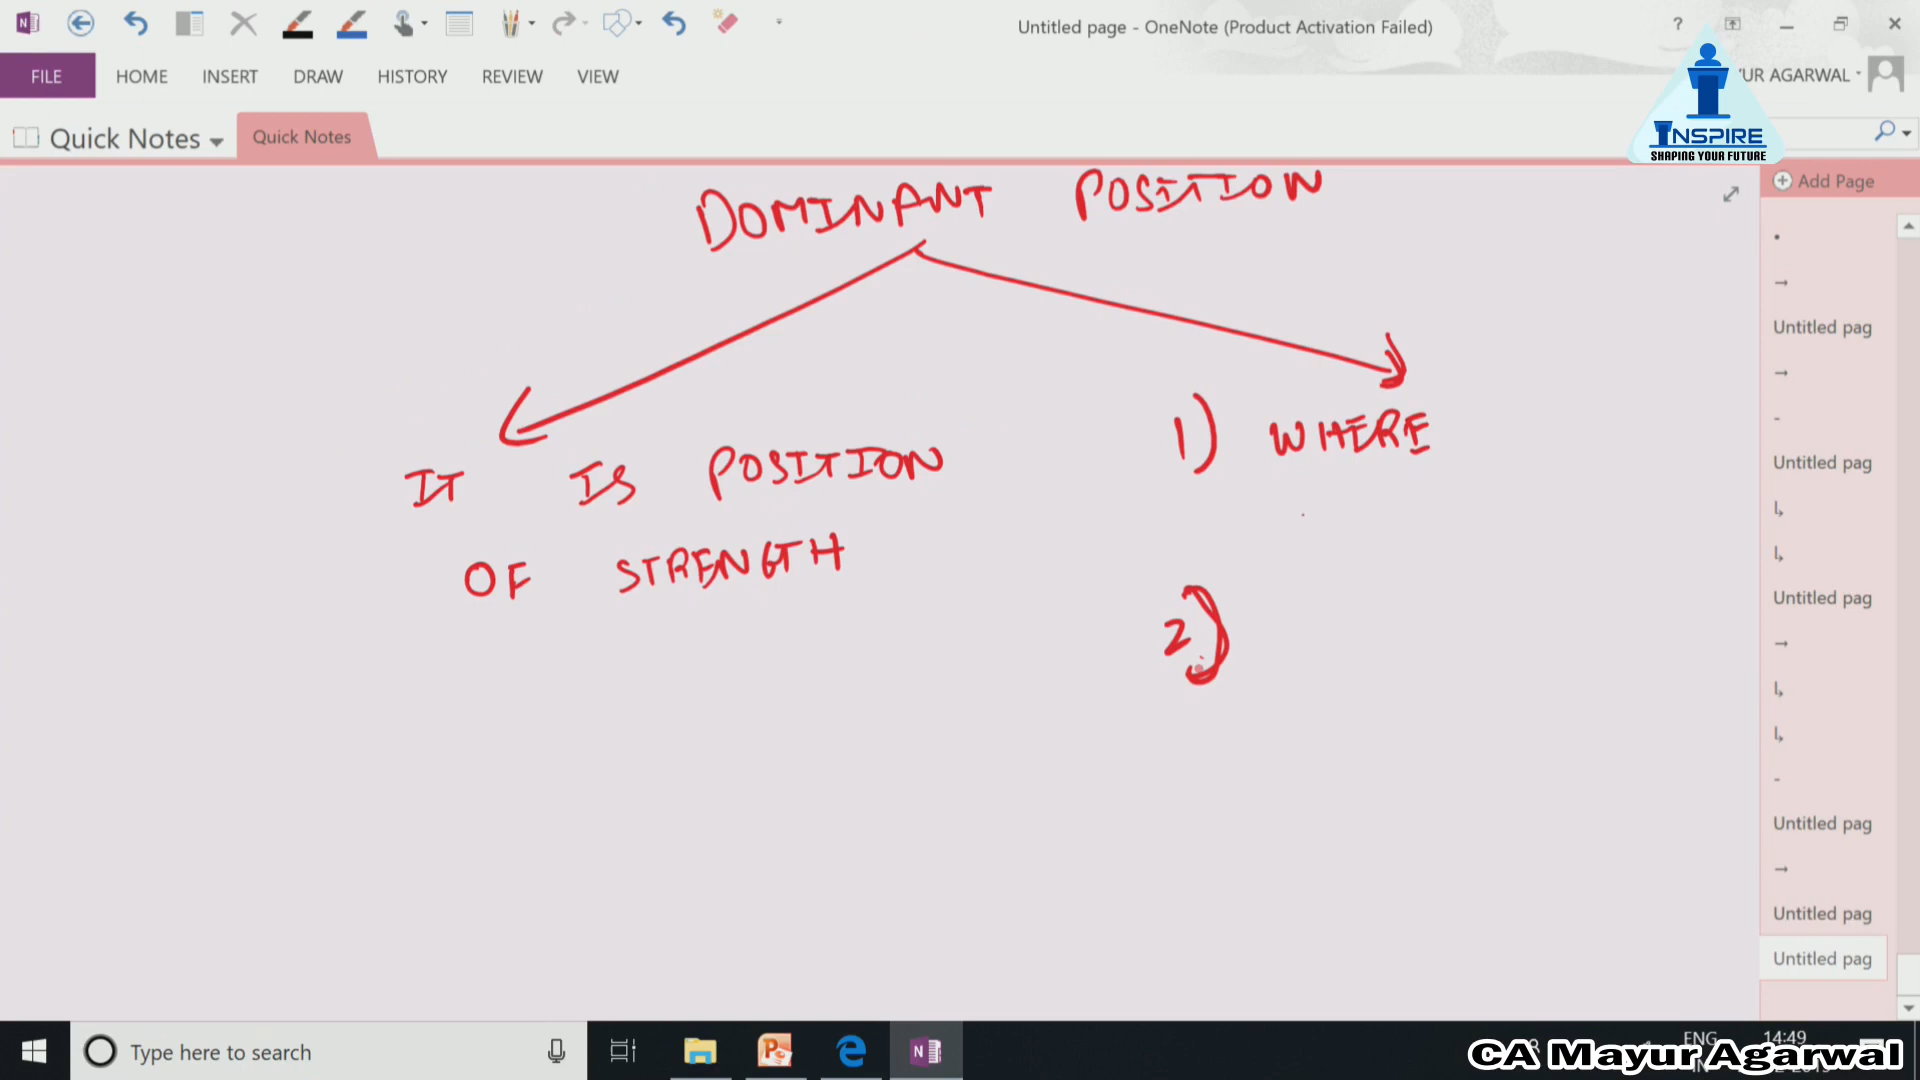 Untitled page - OneNote (Product Activation Failed)
?
FILE HOME INSERT DRAW HISTORY REVIEW VIEW
UR AGARWAL
INSPIRE
SHAPING YOUR FUTURE
Quick Notes
Quick Notes
Add Page
DOMINANT POSITION
IT IS POSITION
OF STRENGTH
1) WHERE
2)
Untitled pag
Untitled pag
Untitled pag
Untitled pag
Untitled pag
Untitled pag
Type here to search
ENG
14:49
CA Mayur Agarwal